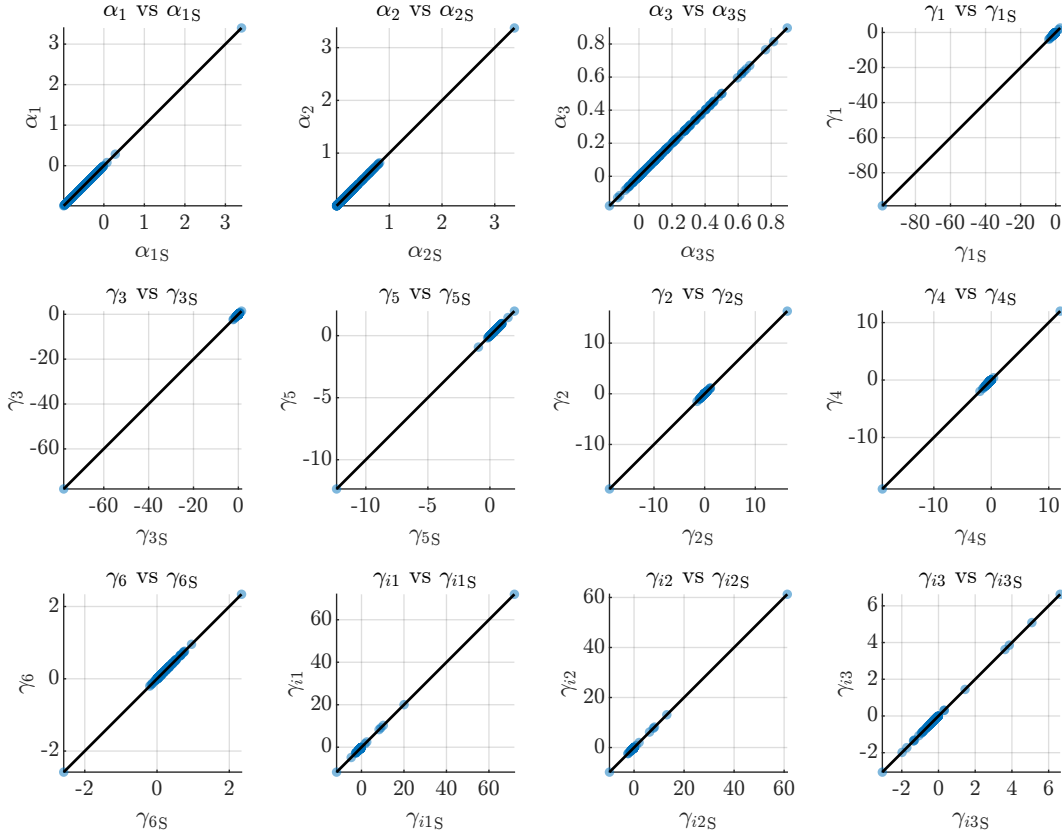 α1 vs α1S
3
2
1
0
α1
0 1 2 3
α1S
α2 vs α2S
3
2
1
α2
1 2 3
α2S
α3 vs α3S
0.8
0.6
0.4
0.2
0
α3
0 0.2 0.4 0.6 0.8
α3S
γ1 vs γ1S
0
-20
-40
-60
-80
γ1
-80 -60 -40 -20 0
γ1S
γ3 vs γ3S
0
-20
-40
-60
γ3
-60 -40 -20 0
γ3S
γ5 vs γ5S
0
-5
-10
γ5
-10 -5 0
γ5S
γ2 vs γ2S
10
0
-10
γ2
-10 0 10
γ2S
γ4 vs γ4S
10
0
-10
γ4
-10 0 10
γ4S
γ6 vs γ6S
2
0
-2
γ6
-2 0 2
γ6S
γi1 vs γi1S
60
40
20
0
γi1
0 20 40 60
γi1S
γi2 vs γi2S
60
40
20
0
γi2
0 20 40 60
γi2S
γi3 vs γi3S
6
4
2
0
-2
γi3
-2 0 2 4 6
γi3S